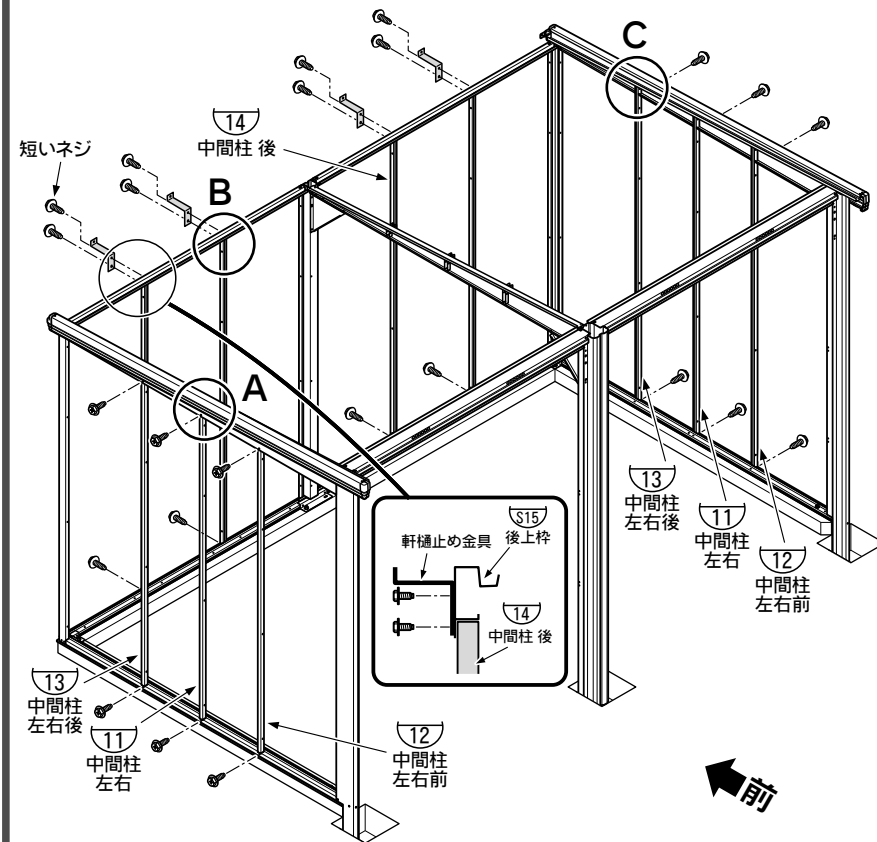 C
14
中間柱 後
短いネジ
B
A
13
中間柱
左右後
11
中間柱
左右
12
中間柱
左右前
S15
軒樋止め金具
後上枠
14
中間柱 後
13
中間柱
左右後
11
中間柱
左右
12
中間柱
左右前
前